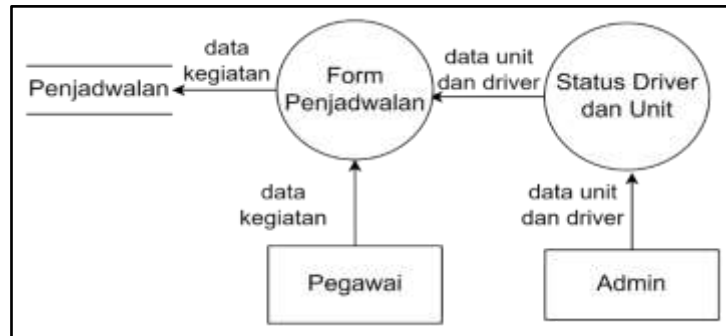 data
kegiatan
Penjadwalan
Form
Penjadwalan
data unit
dan driver
Status Driver
dan Unit
data
kegiatan
data unit
dan driver
Pegawai
Admin